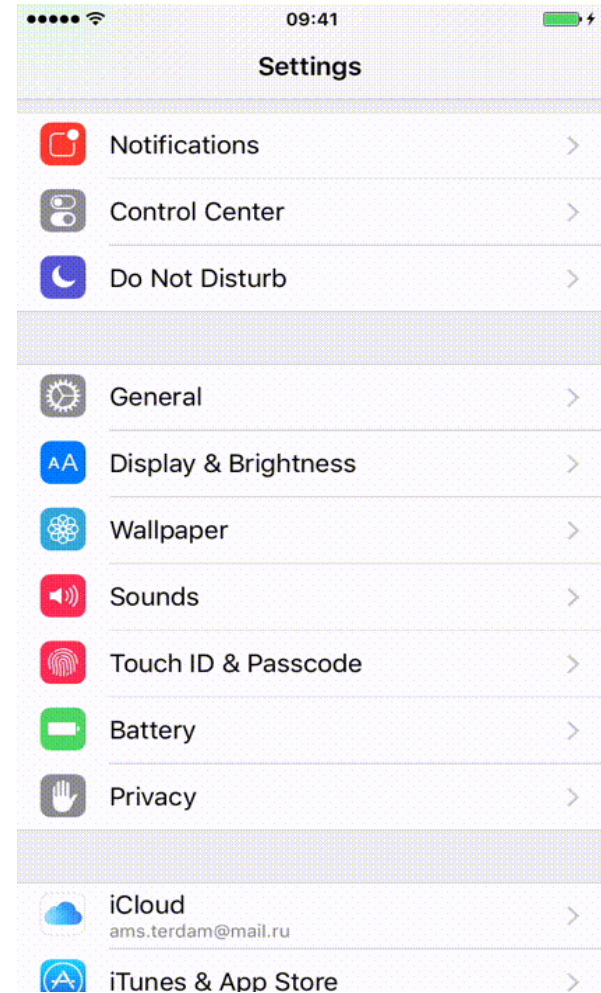 09:41
Settings
Notifications
Control Center
Do Not Disturb
General
AA Display & Brightness
Wallpaper
Sounds
Touch ID & Passcode
Battery
Privacy
iCloud
ams.terdam@mail.ru
iTunes & App Store